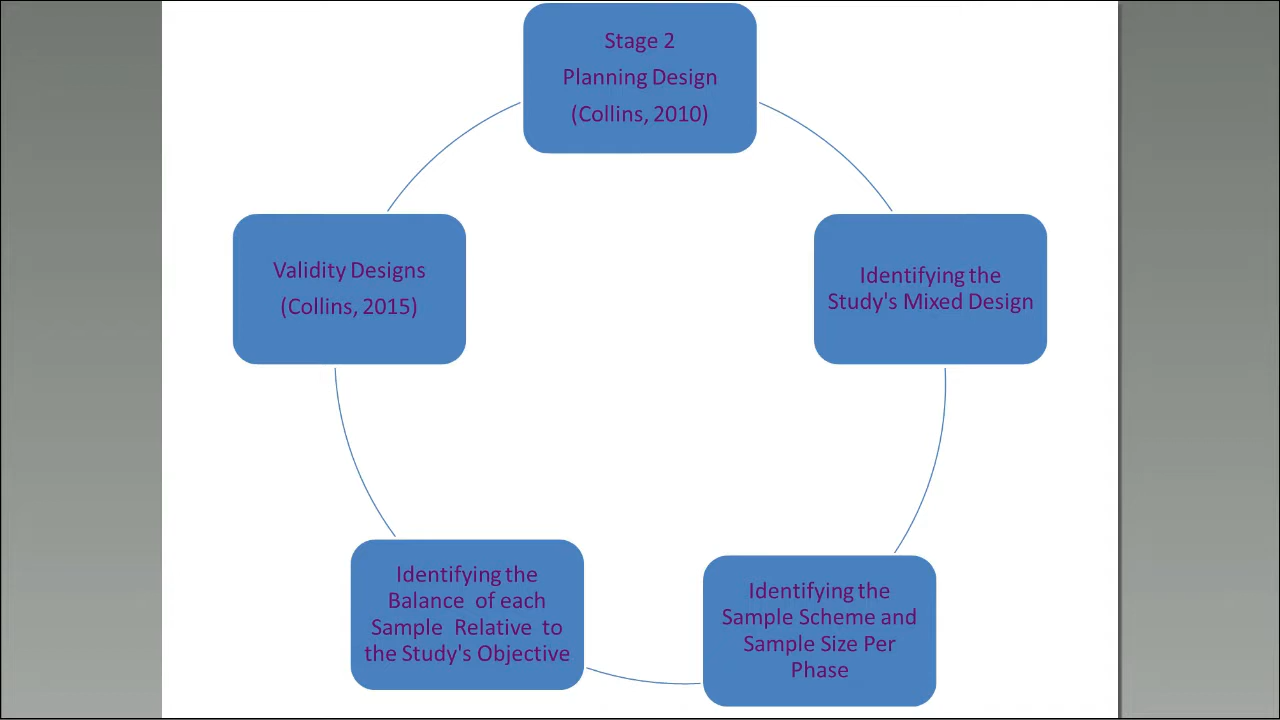 Stage 2
Planning Design
(Collins, 2010)
Identifying the
Study's Mixed Design
Identifying the
Sample Scheme and
Sample Size Per
Phase
Identifying the
Balance of each
Sample Relative to
the Study's Objective
Validity Designs
(Collins, 2015)